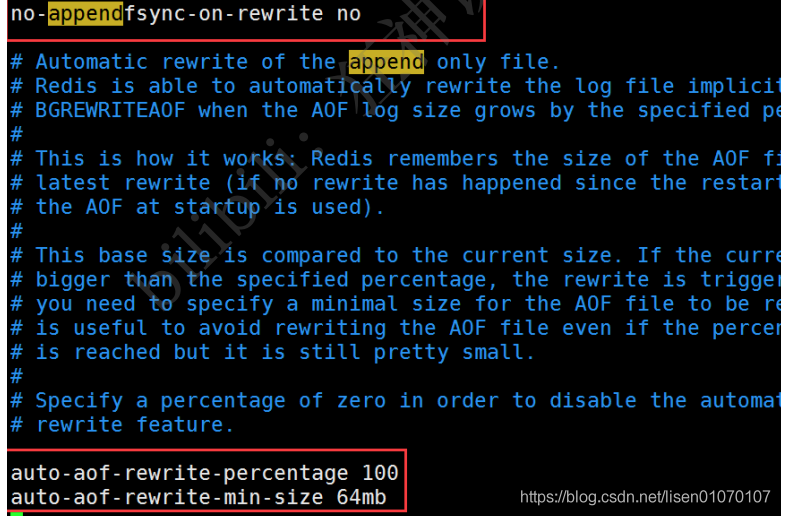 no-appendfsync-on-rewrite no
# Automatic rewrite of the append only file.
# Redis is able to automatically rewrite the log file implicit
# BGREWRITEAOF when the AOF log size grows by the specified pe
#
# This is how it works: Redis remembers the size of the AOF fi
# latest rewrite (if no rewrite has happened since the restart
# the AOF at startup is used).
#
# This base size is compared to the current size. If the curre
# bigger than the specified percentage, the rewrite is trigger
# you need to specify a minimal size for the AOF file to be re
# is useful to avoid rewriting the AOF file even if the percen
# is reached but it is still pretty small.
#
# Specify a percentage of zero in order to disable the automat
# rewrite feature.
auto-aof-rewrite-percentage 100
auto-aof-rewrite-min-size 64mb
https://blog.csdn.net/lisen01070107
bilibili: